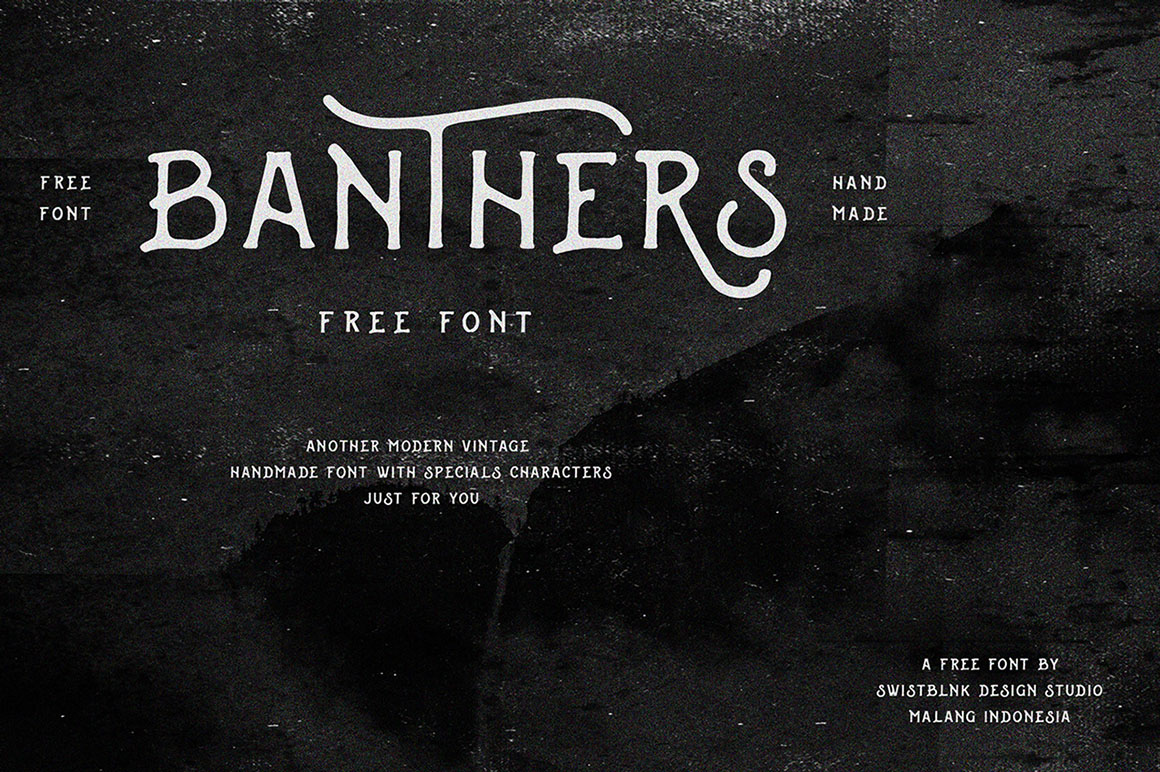 FREE
FONT
BANTHERS
HAND
MADE
FREE FONT
ANOTHER MODERN VINTAGE
HANDMADE FONT WITH SPECIALS CHARACTERS
JUST FOR YOU
A FREE FONT BY
SWISTBLNK DESIGN STUDIO
MALANG INDONESIA